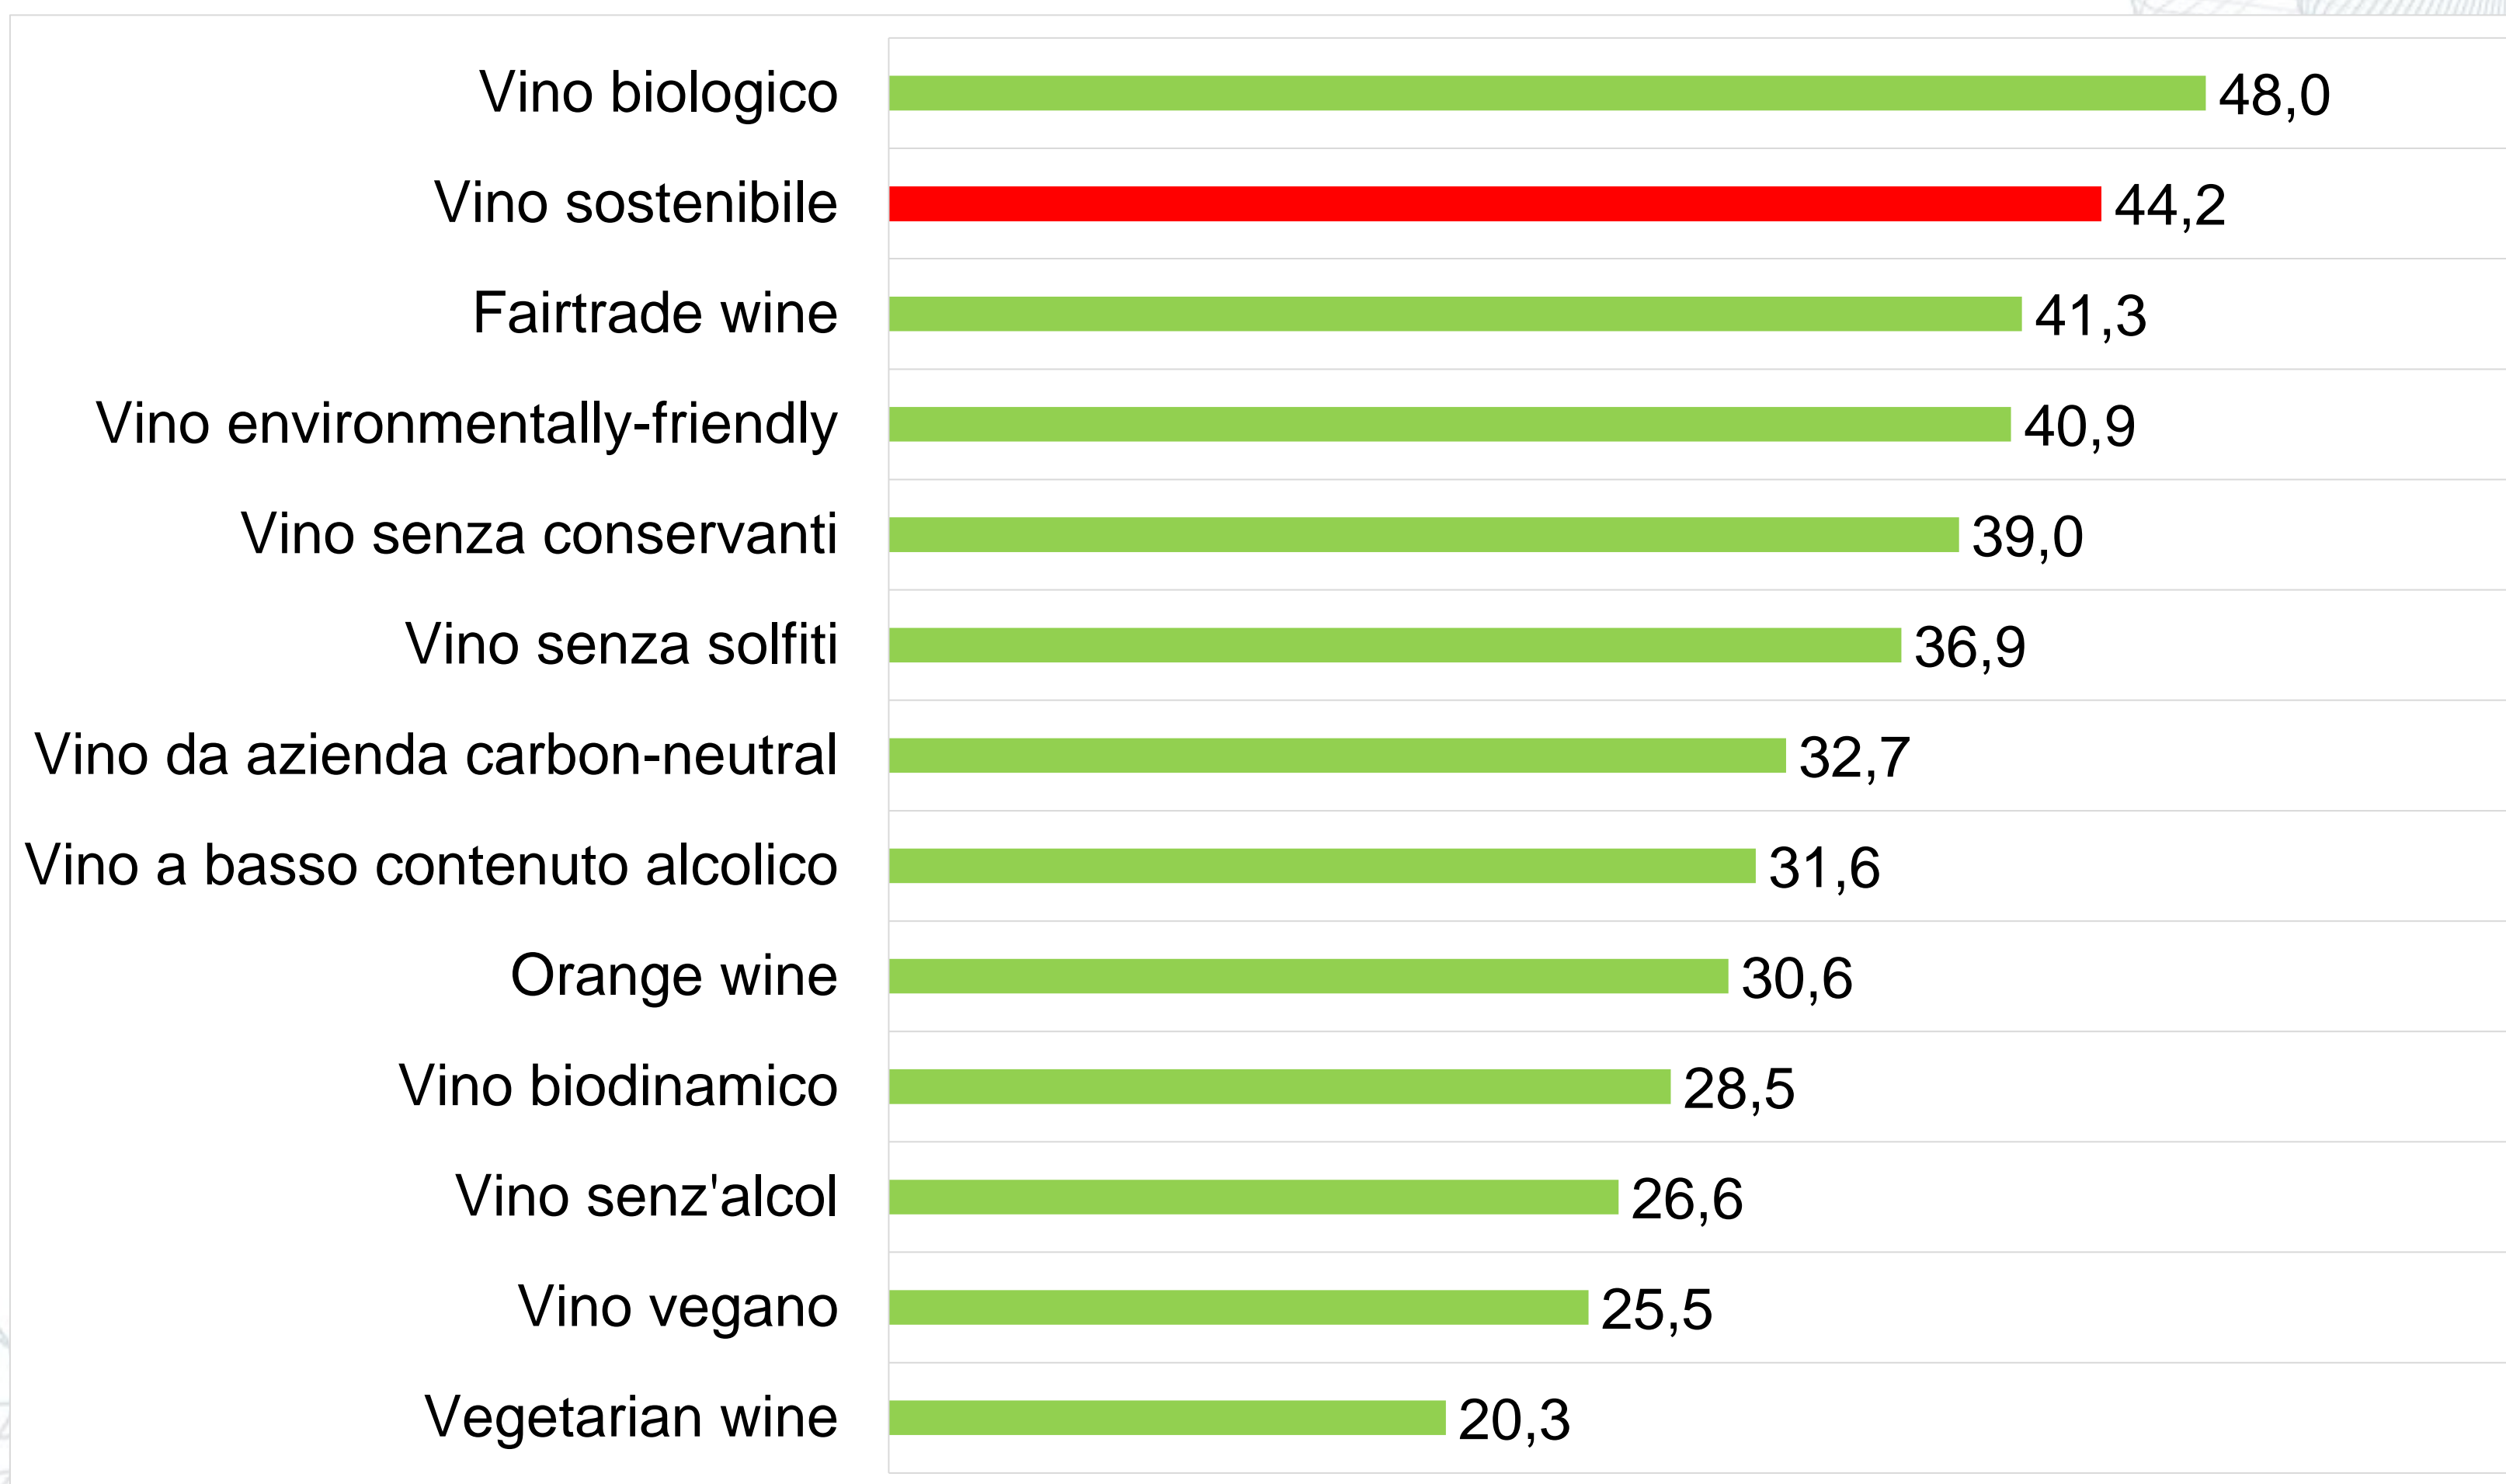 Vino biologico 48,0
Vino sostenibile 44,2
Fairtrade wine 41,3
Vino environmentally-friendly 40,9
Vino senza conservanti 39,0
Vino senza solfiti 36,9
Vino da azienda carbon-neutral 32,7
Vino a basso contenuto alcolico 31,6
Orange wine 30,6
Vino biodinamico 28,5
Vino senz'alcol 26,6
Vino vegano 25,5
Vegetarian wine 20,3